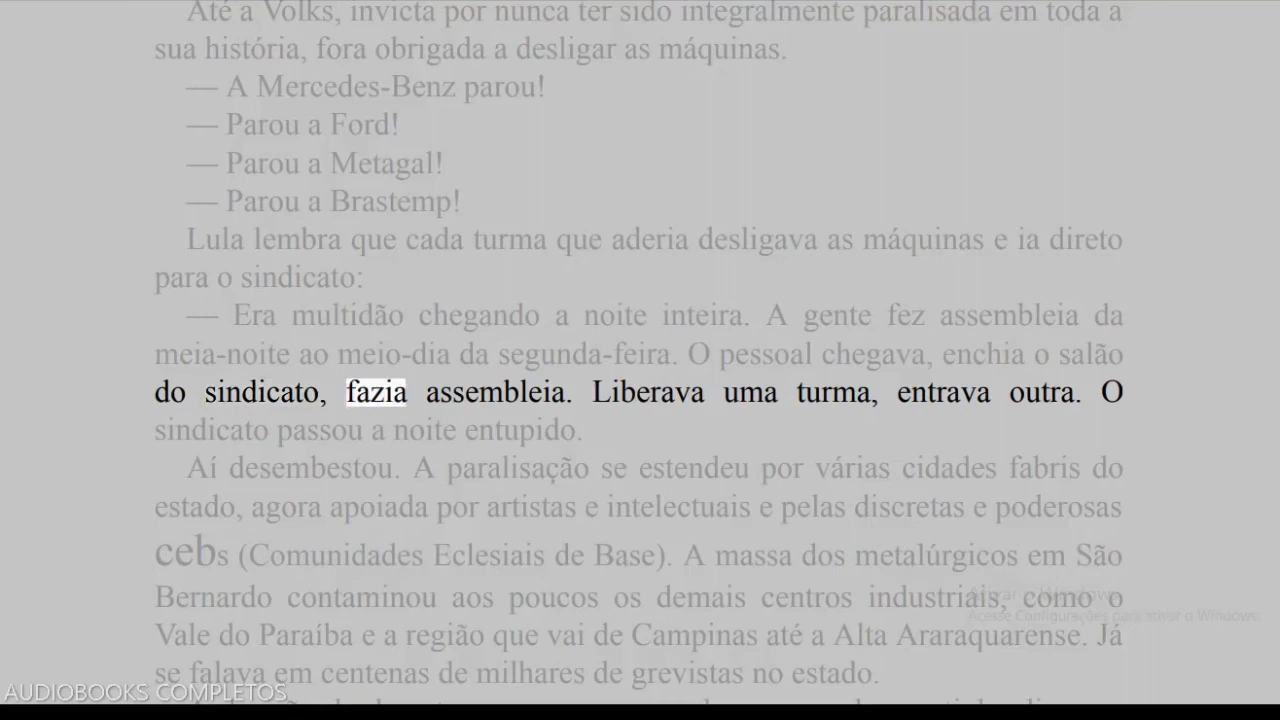 Até a Volks, invicta por nunca ter sido integralmente paralisada em toda a
sua história, fora obrigada a desligar as máquinas.
— A Mercedes-Benz parou!
— Parou a Ford!
— Parou a Metagal!
— Parou a Brastemp!
Lula lembra que cada turma que aderia desligava as máquinas e ia direto
para o sindicato:
— Era multidão chegando a noite inteira. A gente fez assembleia da
meia-noite ao meio-dia da segunda-feira. O pessoal chegava, enchia o salão
do sindicato, fazia assembleia. Liberava uma turma, entrava outra. O
sindicato passou a noite entupido.
Aí desembestou. A paralisação se estendeu por várias cidades fabris do
estado, agora apoiada por artistas e intelectuais e pelas discretas e poderosas
cebs (Comunidades Eclesiais de Base). A massa dos metalúrgicos em São
Bernardo contaminou aos poucos os demais centros industriais, como o
Vale do Paraíba e a região que vai de Campinas até a Alta Araraquarense. Já
se falava em centenas de milhares de grevistas no estado.
Ativar o Windows
Acesse Configurações para ativar o Windows.
AUDIOBOOKS COMPLETOS